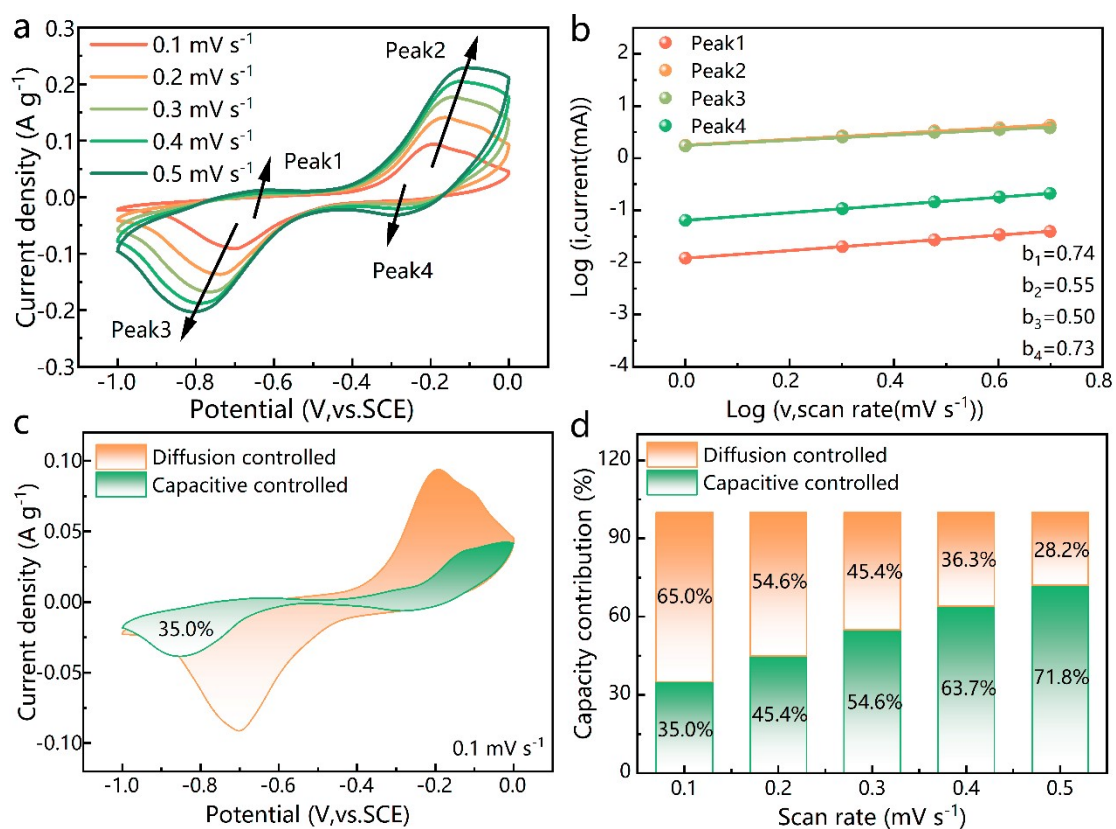 a
0.1 mV s⁻¹
0.2 mV s⁻¹
0.3 mV s⁻¹
0.4 mV s⁻¹
0.5 mV s⁻¹
Peak2
Peak1
Peak4
Peak3
0.3
0.2
0.1
0.0
-0.1
-0.2
-0.3
Current density (A g⁻¹)
-1.0 -0.8 -0.6 -0.4 -0.2 0.0
Potential (V,vs.SCE)
b
Peak1
Peak2
Peak3
Peak4
2
1
0
-1
-2
-3
-4
Log (i,current(mA))
b₁=0.74
b₂=0.55
b₃=0.50
b₄=0.73
0.0 0.2 0.4 0.6 0.8
Log (v,scan rate(mV s⁻¹))
c
Diffusion controlled
Capacitive controlled
0.10
0.05
0.00
-0.05
-0.10
Current density (A g⁻¹)
35.0%
0.1 mV s⁻¹
-1.0 -0.8 -0.6 -0.4 -0.2 0.0
Potential (V,vs.SCE)
d
Diffusion controlled
Capacitive controlled
120
90
60
30
0
Capacity contribution (%)
65.0% 54.6% 45.4% 36.3% 28.2%
35.0% 45.4% 54.6% 63.7% 71.8%
0.1 0.2 0.3 0.4 0.5
Scan rate (mV s⁻¹)